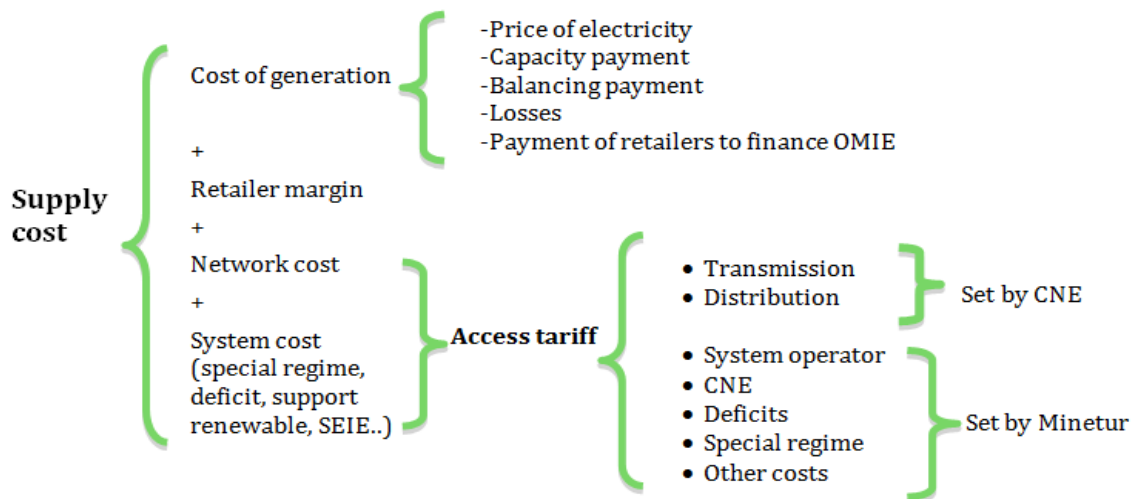 Supply
cost
Cost of generation
+
Retailer margin
+
Network cost
+
System cost
(special regime,
deficit, support
renewable, SEIE..)
-Price of electricity
-Capacity payment
-Balancing payment
-Losses
-Payment of retailers to finance OMIE
Access tariff
• Transmission
• Distribution
Set by CNE
• System operator
• CNE
• Deficits
• Special regime
• Other costs
Set by Minetur